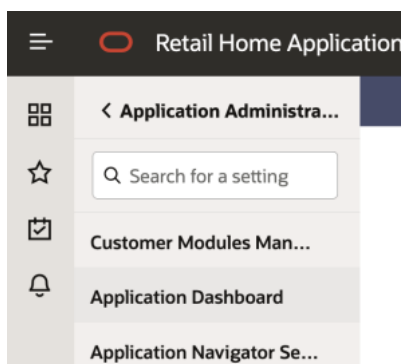 Retail Home Application
< Application Administra...
Search for a setting
Customer Modules Man...
Application Dashboard
Application Navigator Se...